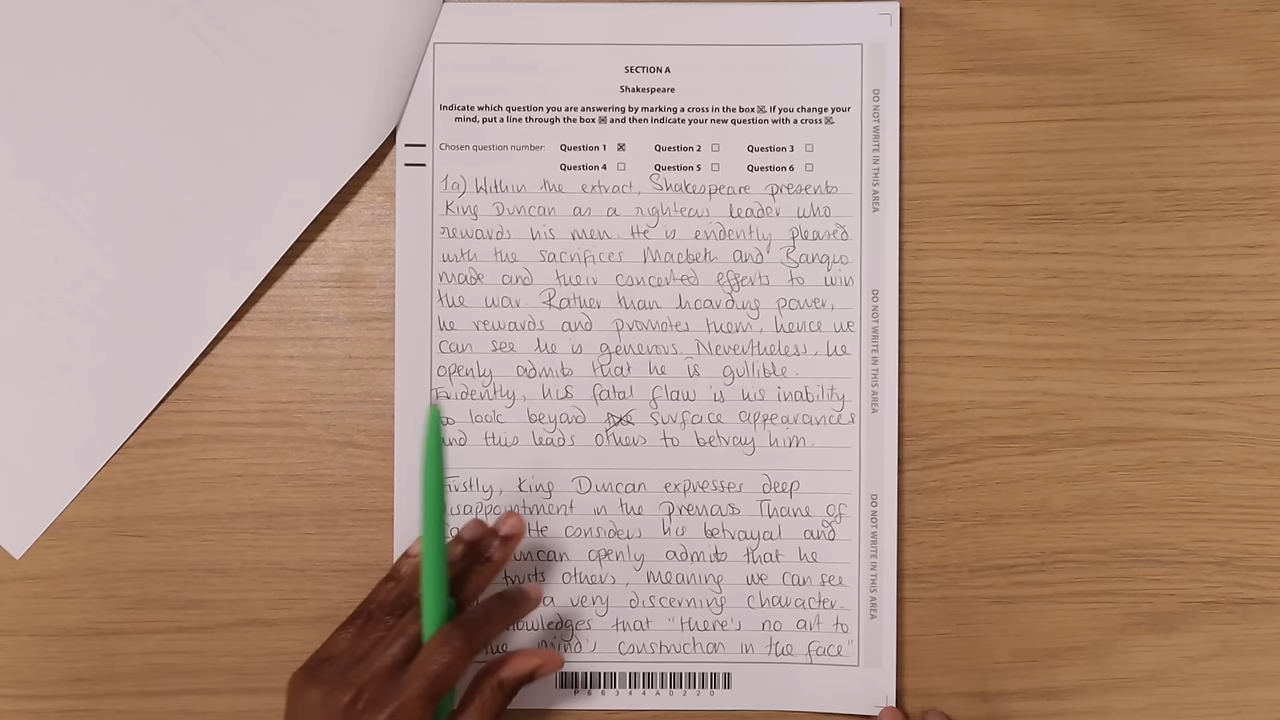 SECTION A
Shakespeare
Indicate which question you are answering by marking a cross in the box ☒. If you change your
mind, put a line through the box ☒ and then indicate your new question with a cross ☒.
Chosen question number: Question 1 ☒ Question 2 ☐ Question 3 ☐
Question 4 ☐ Question 5 ☐ Question 6 ☐
1a) Within the extract, Shakespeare presents
King Duncan as a righteous leader who
rewards his men. He is evidently pleased
with the sacrifices Macbeth and Banquo
made and their concerted efforts to win
the war. Rather than hoarding power,
he rewards and promotes them, hence we
can see he is generous. Nevertheless, he
openly admits that he is gullible.
Evidently, his fatal flaw is his inability
to look beyond surface appearances
and this leads others to betray him.
Firstly, King Duncan expresses deep
disappointment in the previous Thane of
He considers his betrayal and
openly admits that he
others, meaning we can see
a very discerning character.
that "there's no art to
mind's construction in the face"
P66344A0220
DO NOT WRITE IN THIS AREA
DO NOT WRITE IN THIS AREA
DO NOT WRITE IN THIS AREA